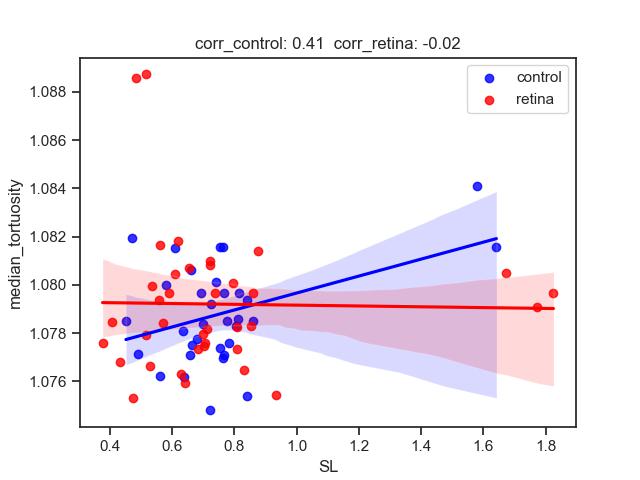 corr_control: 0.41  corr_retina: -0.02
control
retina
1.088
1.086
1.084
1.082
1.080
1.078
1.076
median_tortuosity
0.4 0.6 0.8 1.0 1.2 1.4 1.6 1.8
SL